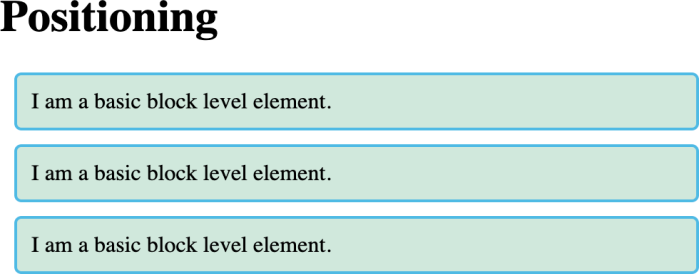 Positioning
I am a basic block level element.
I am a basic block level element.
I am a basic block level element.